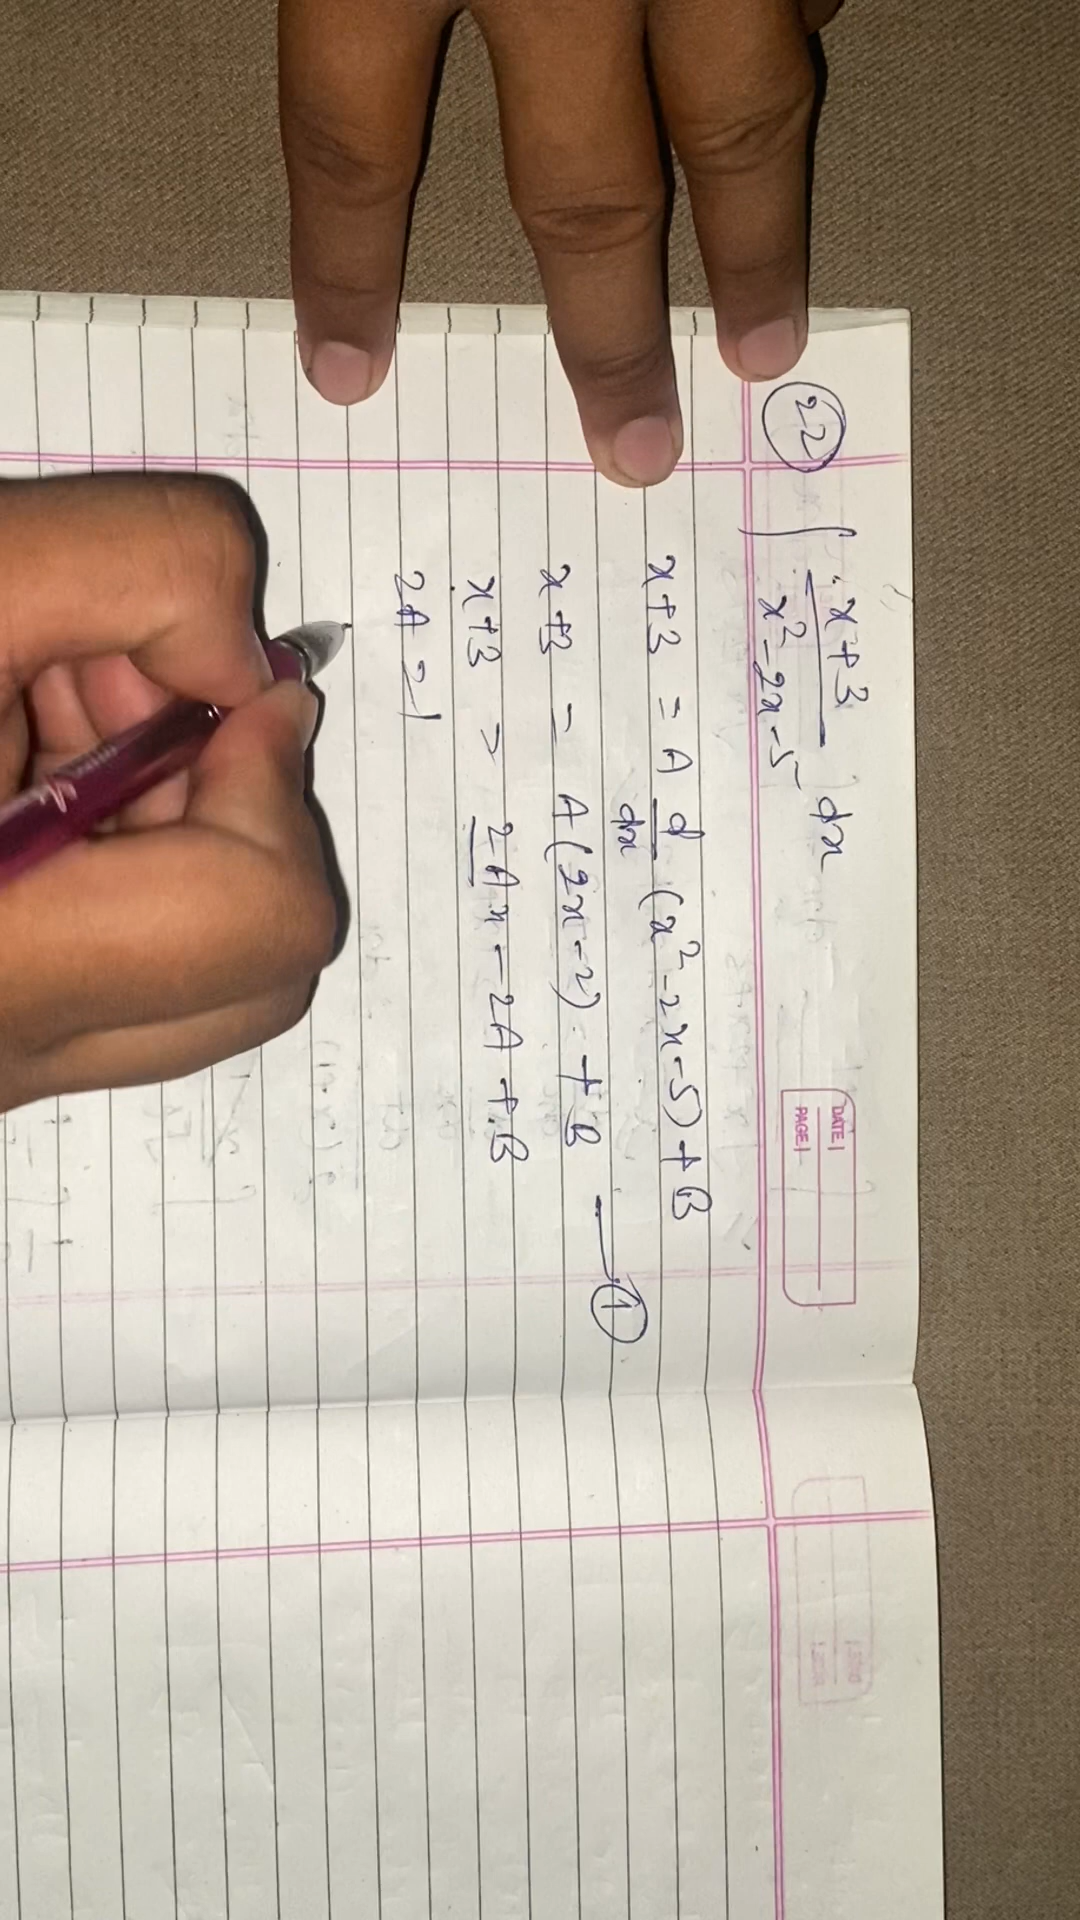 22 ∫ x+3 / x² - 2x - 5 dx
DATE
PAGE
x+3 = A d/dx (x² - 2x - 5) + B
x+3 = A(2x - 2) + B — 1
x+3 = 2Ax - 2A + B
2A = 1